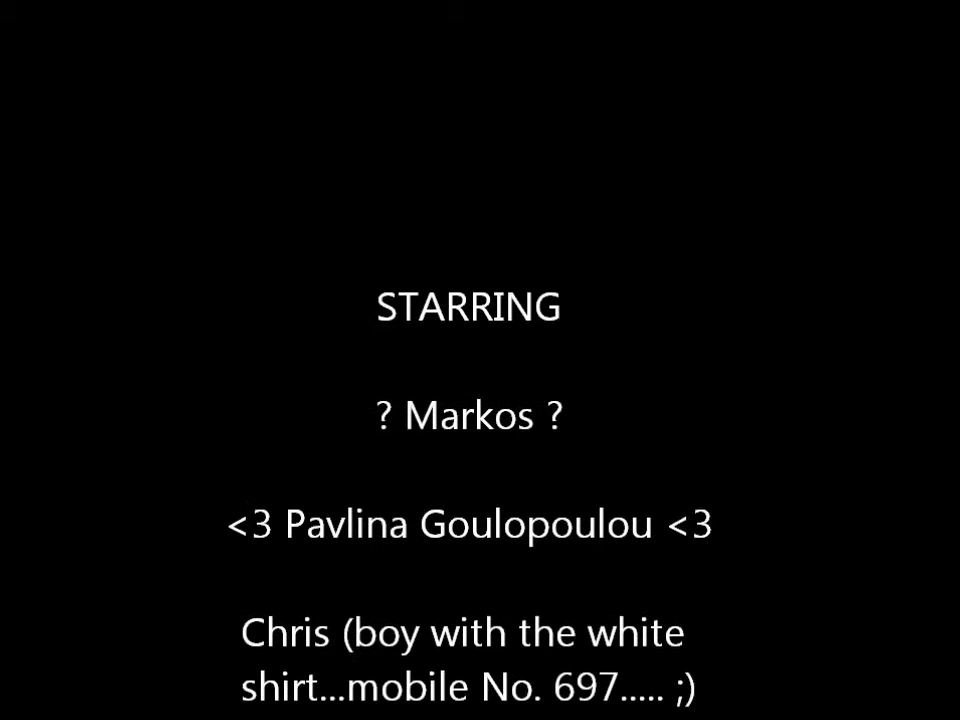 STARRING
? Markos ?
<3 Pavlina Goulopoulou <3
Chris (boy with the white
shirt...mobile No. 697..... ;)